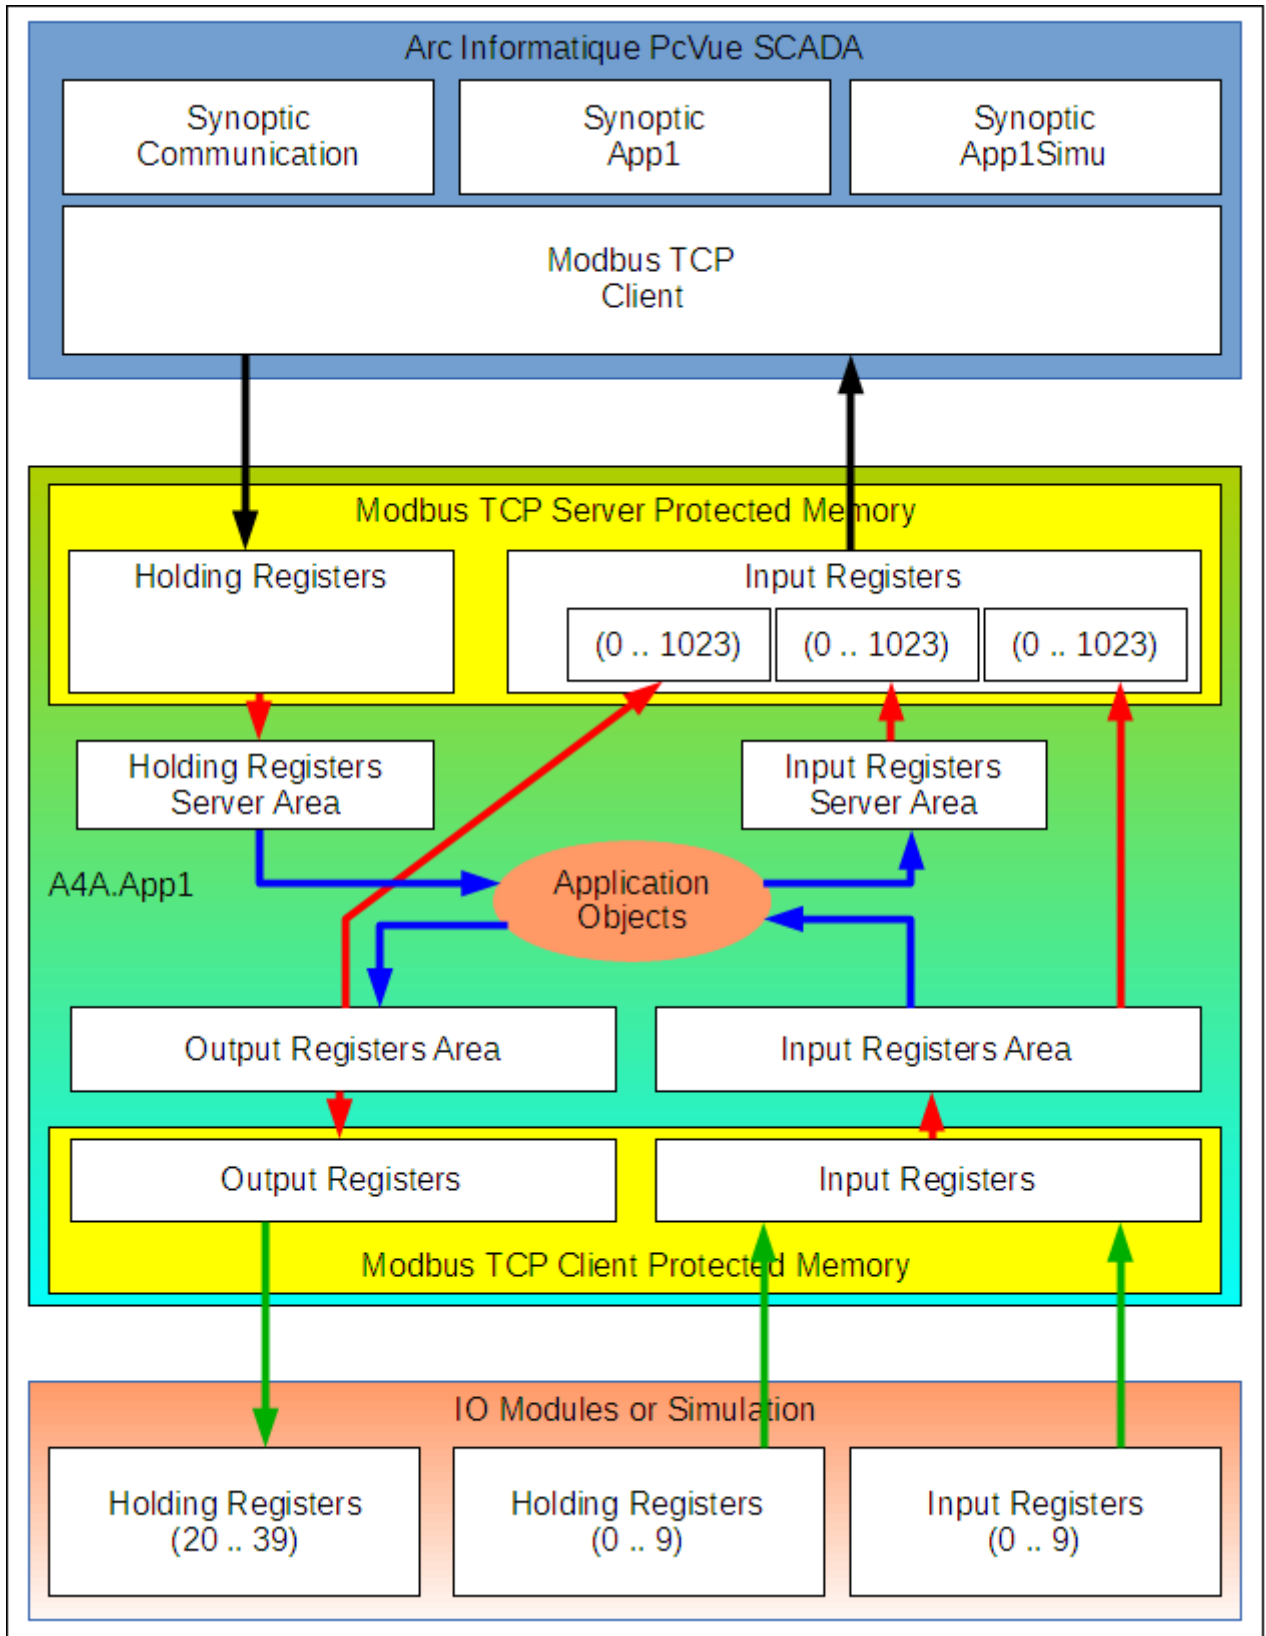 Arc Informatique PcVue SCADA
Synoptic
Communication
Synoptic
App1
Synoptic
App1Simu
Modbus TCP
Client
Modbus TCP Server Protected Memory
Holding Registers
Input Registers
(0 .. 1023)
(0 .. 1023)
(0 .. 1023)
Holding Registers
Server Area
Input Registers
Server Area
A4A.App1
Application
Objects
Output Registers Area
Input Registers Area
Output Registers
Input Registers
Modbus TCP Client Protected Memory
IO Modules or Simulation
Holding Registers
(20 .. 39)
Holding Registers
(0 .. 9)
Input Registers
(0 .. 9)